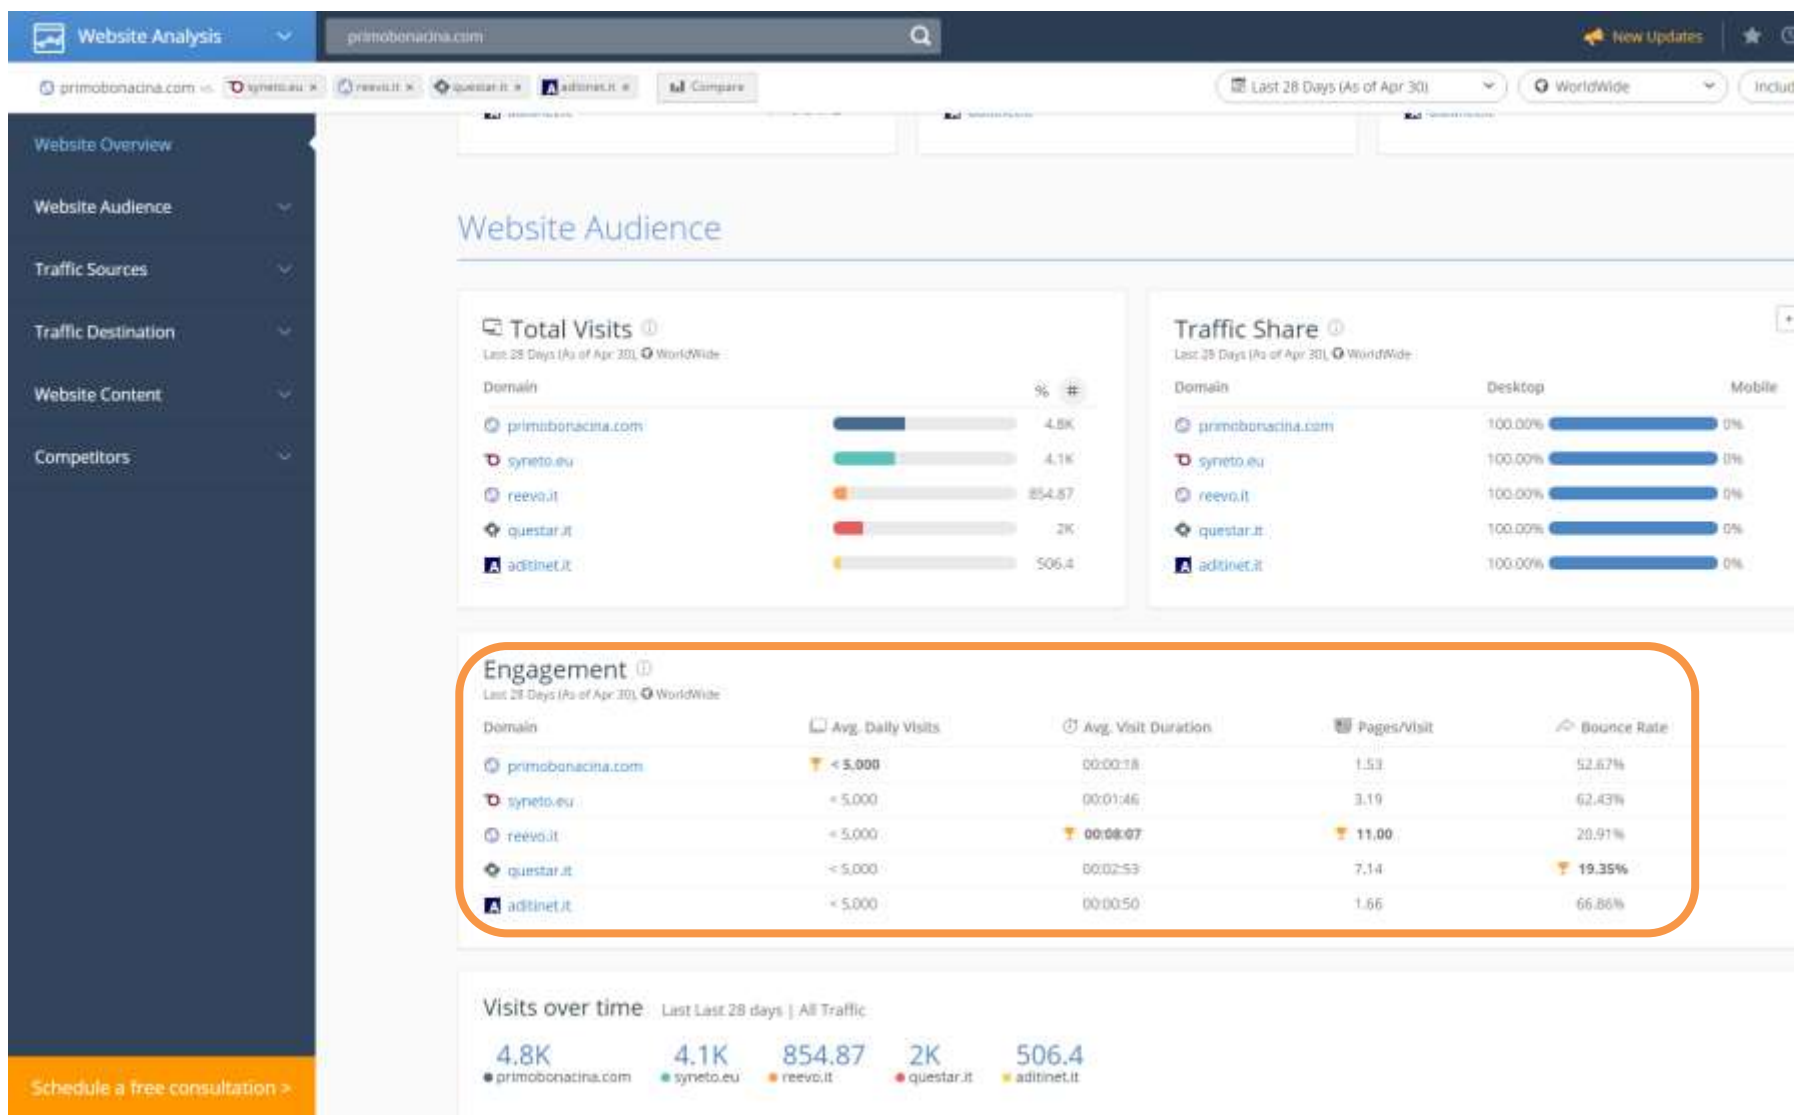 Website Analysis
primobonacina.com
New Updates
primobonacina.com vs. syneto.eu × reevo.it × questar.it × aditinet.it × Compare
Last 28 Days (As of Apr 30) WorldWide Includ
Website Overview
Website Audience
Traffic Sources
Traffic Destination
Website Content
Competitors
Schedule a free consultation >
Website Audience
Total Visits
Last 28 Days (As of Apr 30), WorldWide
Domain % #
primobonacina.com 4.8K
syneto.eu 4.1K
reevo.it 854.87
questar.it 2K
aditinet.it 506.4
Traffic Share
Last 28 Days (As of Apr 30), WorldWide
Domain Desktop Mobile
primobonacina.com 100.00% 0%
syneto.eu 100.00% 0%
reevo.it 100.00% 0%
questar.it 100.00% 0%
aditinet.it 100.00% 0%
Engagement
Last 28 Days (As of Apr 30), WorldWide
Domain Avg. Daily Visits Avg. Visit Duration Pages/Visit Bounce Rate
primobonacina.com < 5,000 00:00:18 1.53 52.67%
syneto.eu < 5,000 00:01:46 3.19 62.43%
reevo.it < 5,000 00:08:07 11.00 20.91%
questar.it < 5,000 00:02:53 7.14 19.35%
aditinet.it < 5,000 00:00:50 1.66 66.86%
Visits over time Last Last 28 days | All Traffic
4.8K 4.1K 854.87 2K 506.4
primobonacina.com syneto.eu reevo.it questar.it aditinet.it